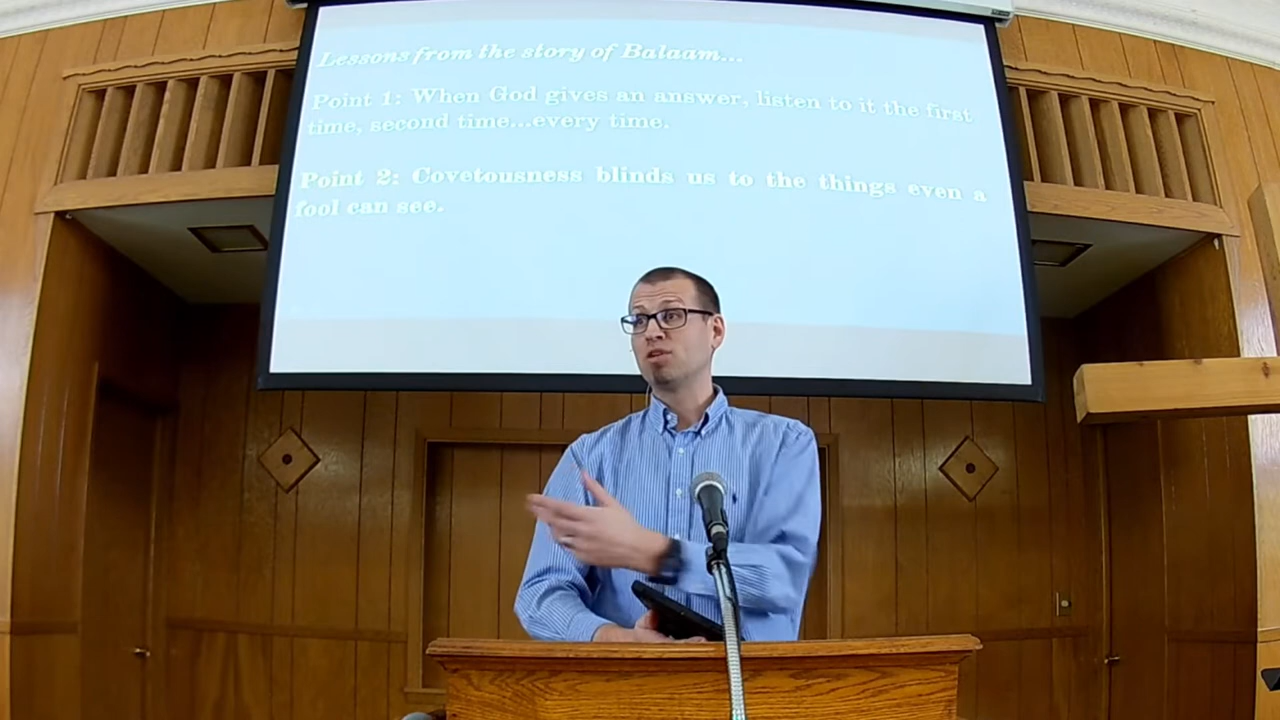 Lessons from the story of Balaam...
Point 1: When God gives an answer, listen to it the first
time, second time...every time.
Point 2: Covetousness blinds us to the things even a
fool can see.